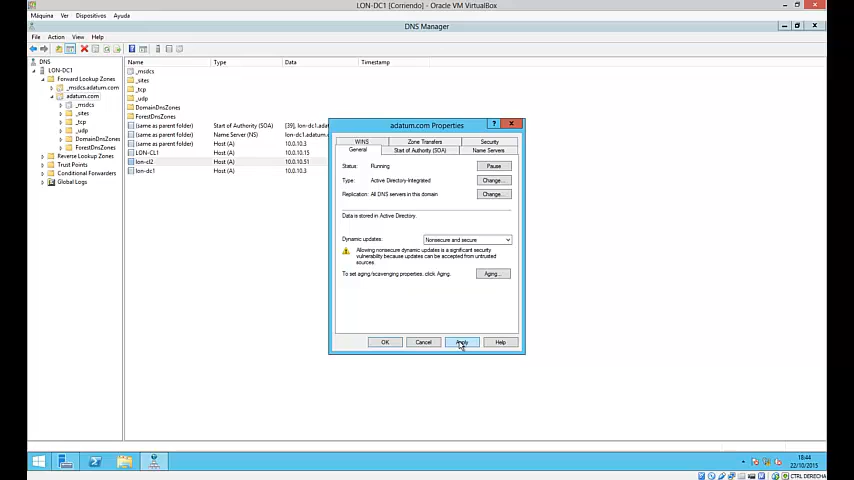 LON-DC1 [Corriendo] - Oracle VM VirtualBox
Máquina Ver Dispositivos Ayuda
DNS Manager
File Action View Help
DNS
LON-DC1
Forward Lookup Zones
_msdcs.adatum.com
adatum.com
_msdcs
_sites
_tcp
_udp
DomainDnsZones
ForestDnsZones
Reverse Lookup Zones
Trust Points
Conditional Forwarders
Global Logs
Name Type Data Timestamp
_msdcs
_sites
_tcp
_udp
DomainDnsZones
ForestDnsZones
(same as parent folder) Start of Authority (SOA) [39], lon-dc1.adat
(same as parent folder) Name Server (NS) lon-dc1.adatum
(same as parent folder) Host (A) 10.0.10.3
LON-CL1 Host (A) 10.0.10.15
lon-cl2 Host (A) 10.0.10.51
lon-dc1 Host (A) 10.0.10.3
adatum.com Properties
WINS Zone Transfers Security
General Start of Authority (SOA) Name Servers
Status: Running Pause
Type: Active Directory-Integrated Change...
Replication: All DNS servers in this domain Change...
Data is stored in Active Directory.
Dynamic updates: Nonsecure and secure
Allowing nonsecure dynamic updates is a significant security
vulnerability because updates can be accepted from untrusted
sources.
To set aging/scavenging properties, click Aging. Aging...
OK Cancel Apply Help
18:44
22/10/2015
CTRL DERECHA